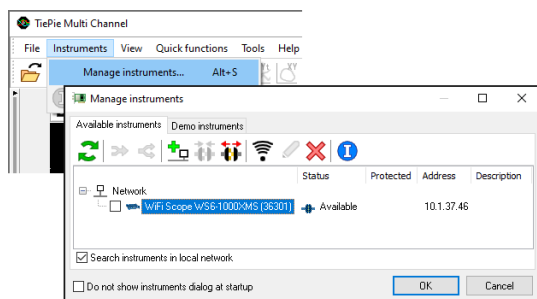 TiePie Multi Channel
File Instruments View Quick functions Tools Help
Manage instruments... Alt+S
Manage instruments
Available instruments Demo instruments
Status Protected Address Description
Network
WiFi Scope WS6-1000XMS (36301) Available 10.1.37.46
Search instruments in local network
Do not show instruments dialog at startup OK Cancel